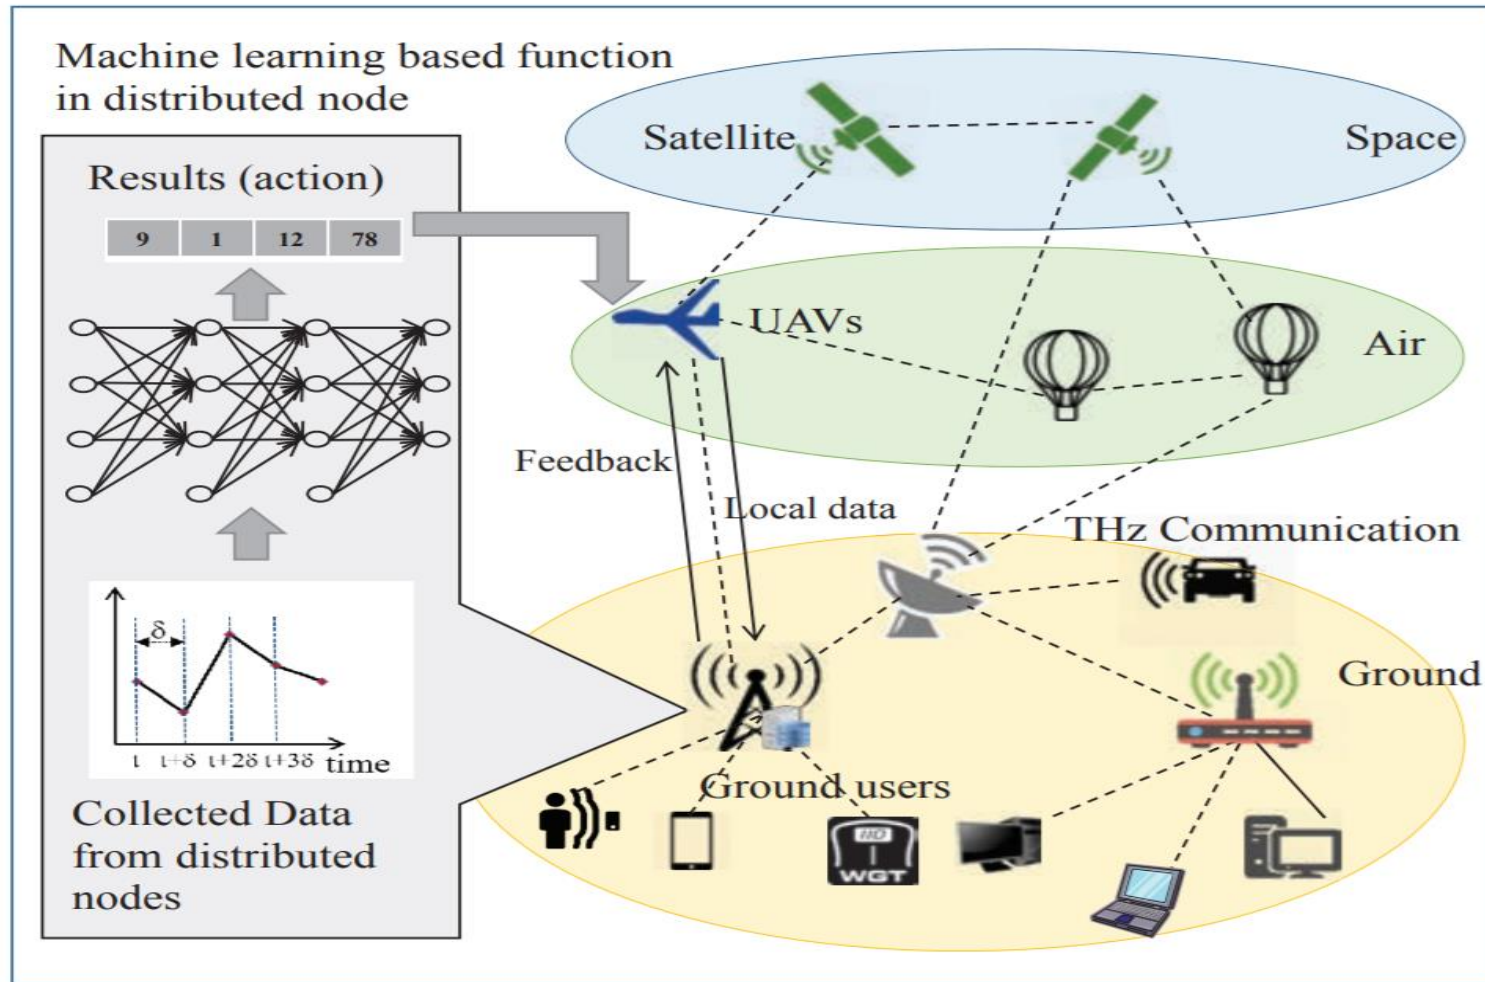 Machine learning based function
in distributed node
Results (action)
9 1 12 78
δ
t t+δ t+2δ t+3δ time
Collected Data
from distributed
nodes
Satellite
Space
UAVs
Air
Feedback
Local data
THz Communication
Ground
Ground users
WGT